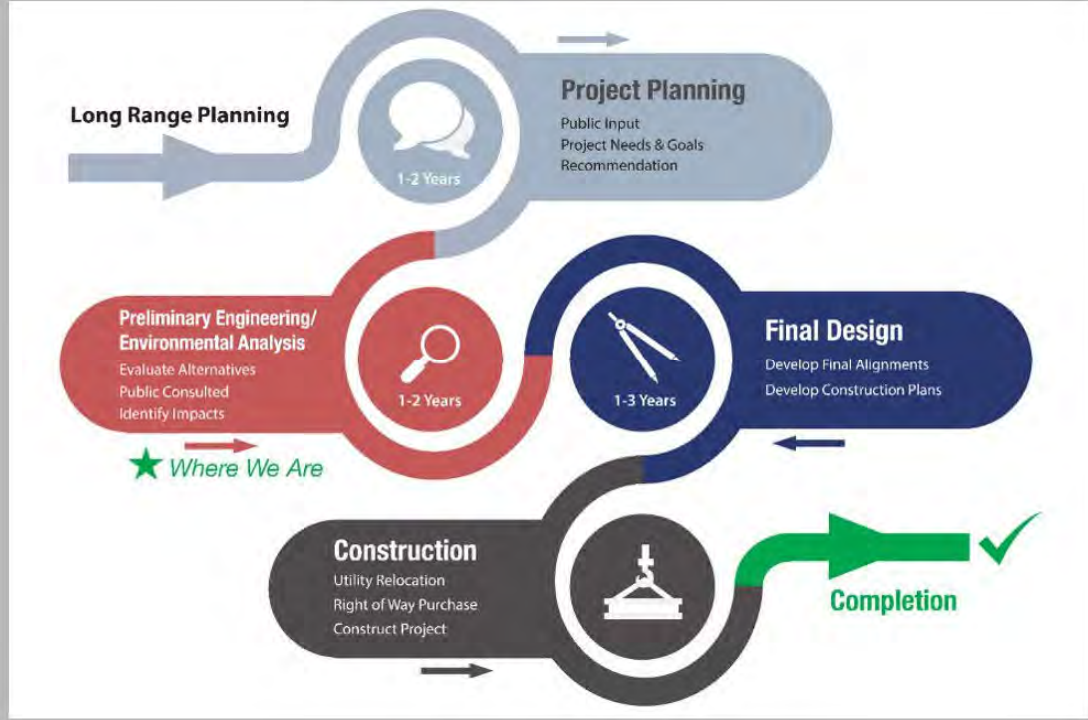 Long Range Planning
1-2 Years
Project Planning
Public Input
Project Needs & Goals
Recommendation
Preliminary Engineering/
Environmental Analysis
Evaluate Alternatives
Public Consulted
Identify Impacts
1-2 Years
Where We Are
1-3 Years
Final Design
Develop Final Alignments
Develop Construction Plans
Construction
Utility Relocation
Right of Way Purchase
Construct Project
Completion